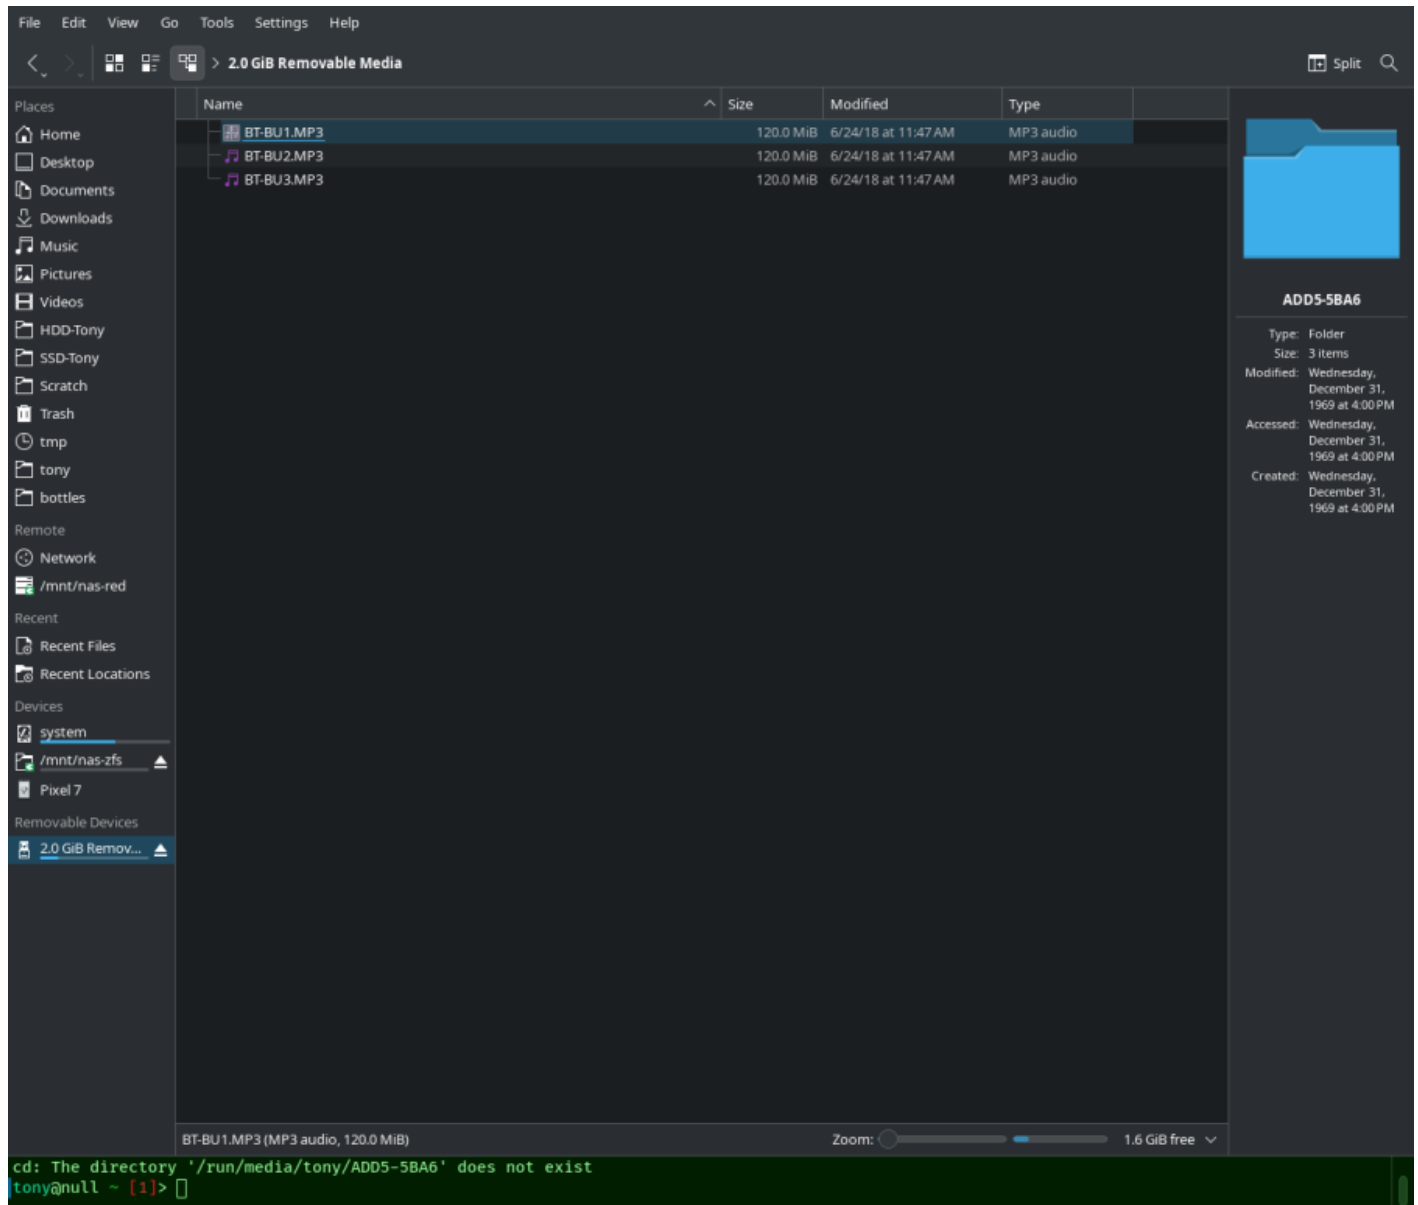 File Edit View Go Tools Settings Help
> 2.0 GiB Removable Media
Split
Places
Home
Desktop
Documents
Downloads
Music
Pictures
Videos
HDD-Tony
SSD-Tony
Scratch
Trash
tmp
tony
bottles
Remote
Network
/mnt/nas-red
Recent
Recent Files
Recent Locations
Devices
system
/mnt/nas-zfs
Pixel 7
Removable Devices
2.0 GiB Remov...
Name Size Modified Type
BT-BU1.MP3 120.0 MiB 6/24/18 at 11:47 AM MP3 audio
BT-BU2.MP3 120.0 MiB 6/24/18 at 11:47 AM MP3 audio
BT-BU3.MP3 120.0 MiB 6/24/18 at 11:47 AM MP3 audio
ADD5-5BA6
Type: Folder
Size: 3 items
Modified: Wednesday,
December 31,
1969 at 4:00 PM
Accessed: Wednesday,
December 31,
1969 at 4:00 PM
Created: Wednesday,
December 31,
1969 at 4:00 PM
BT-BU1.MP3 (MP3 audio, 120.0 MiB)
Zoom:
1.6 GiB free
cd: The directory '/run/media/tony/ADD5-5BA6' does not exist
tony@null ~ [1]>